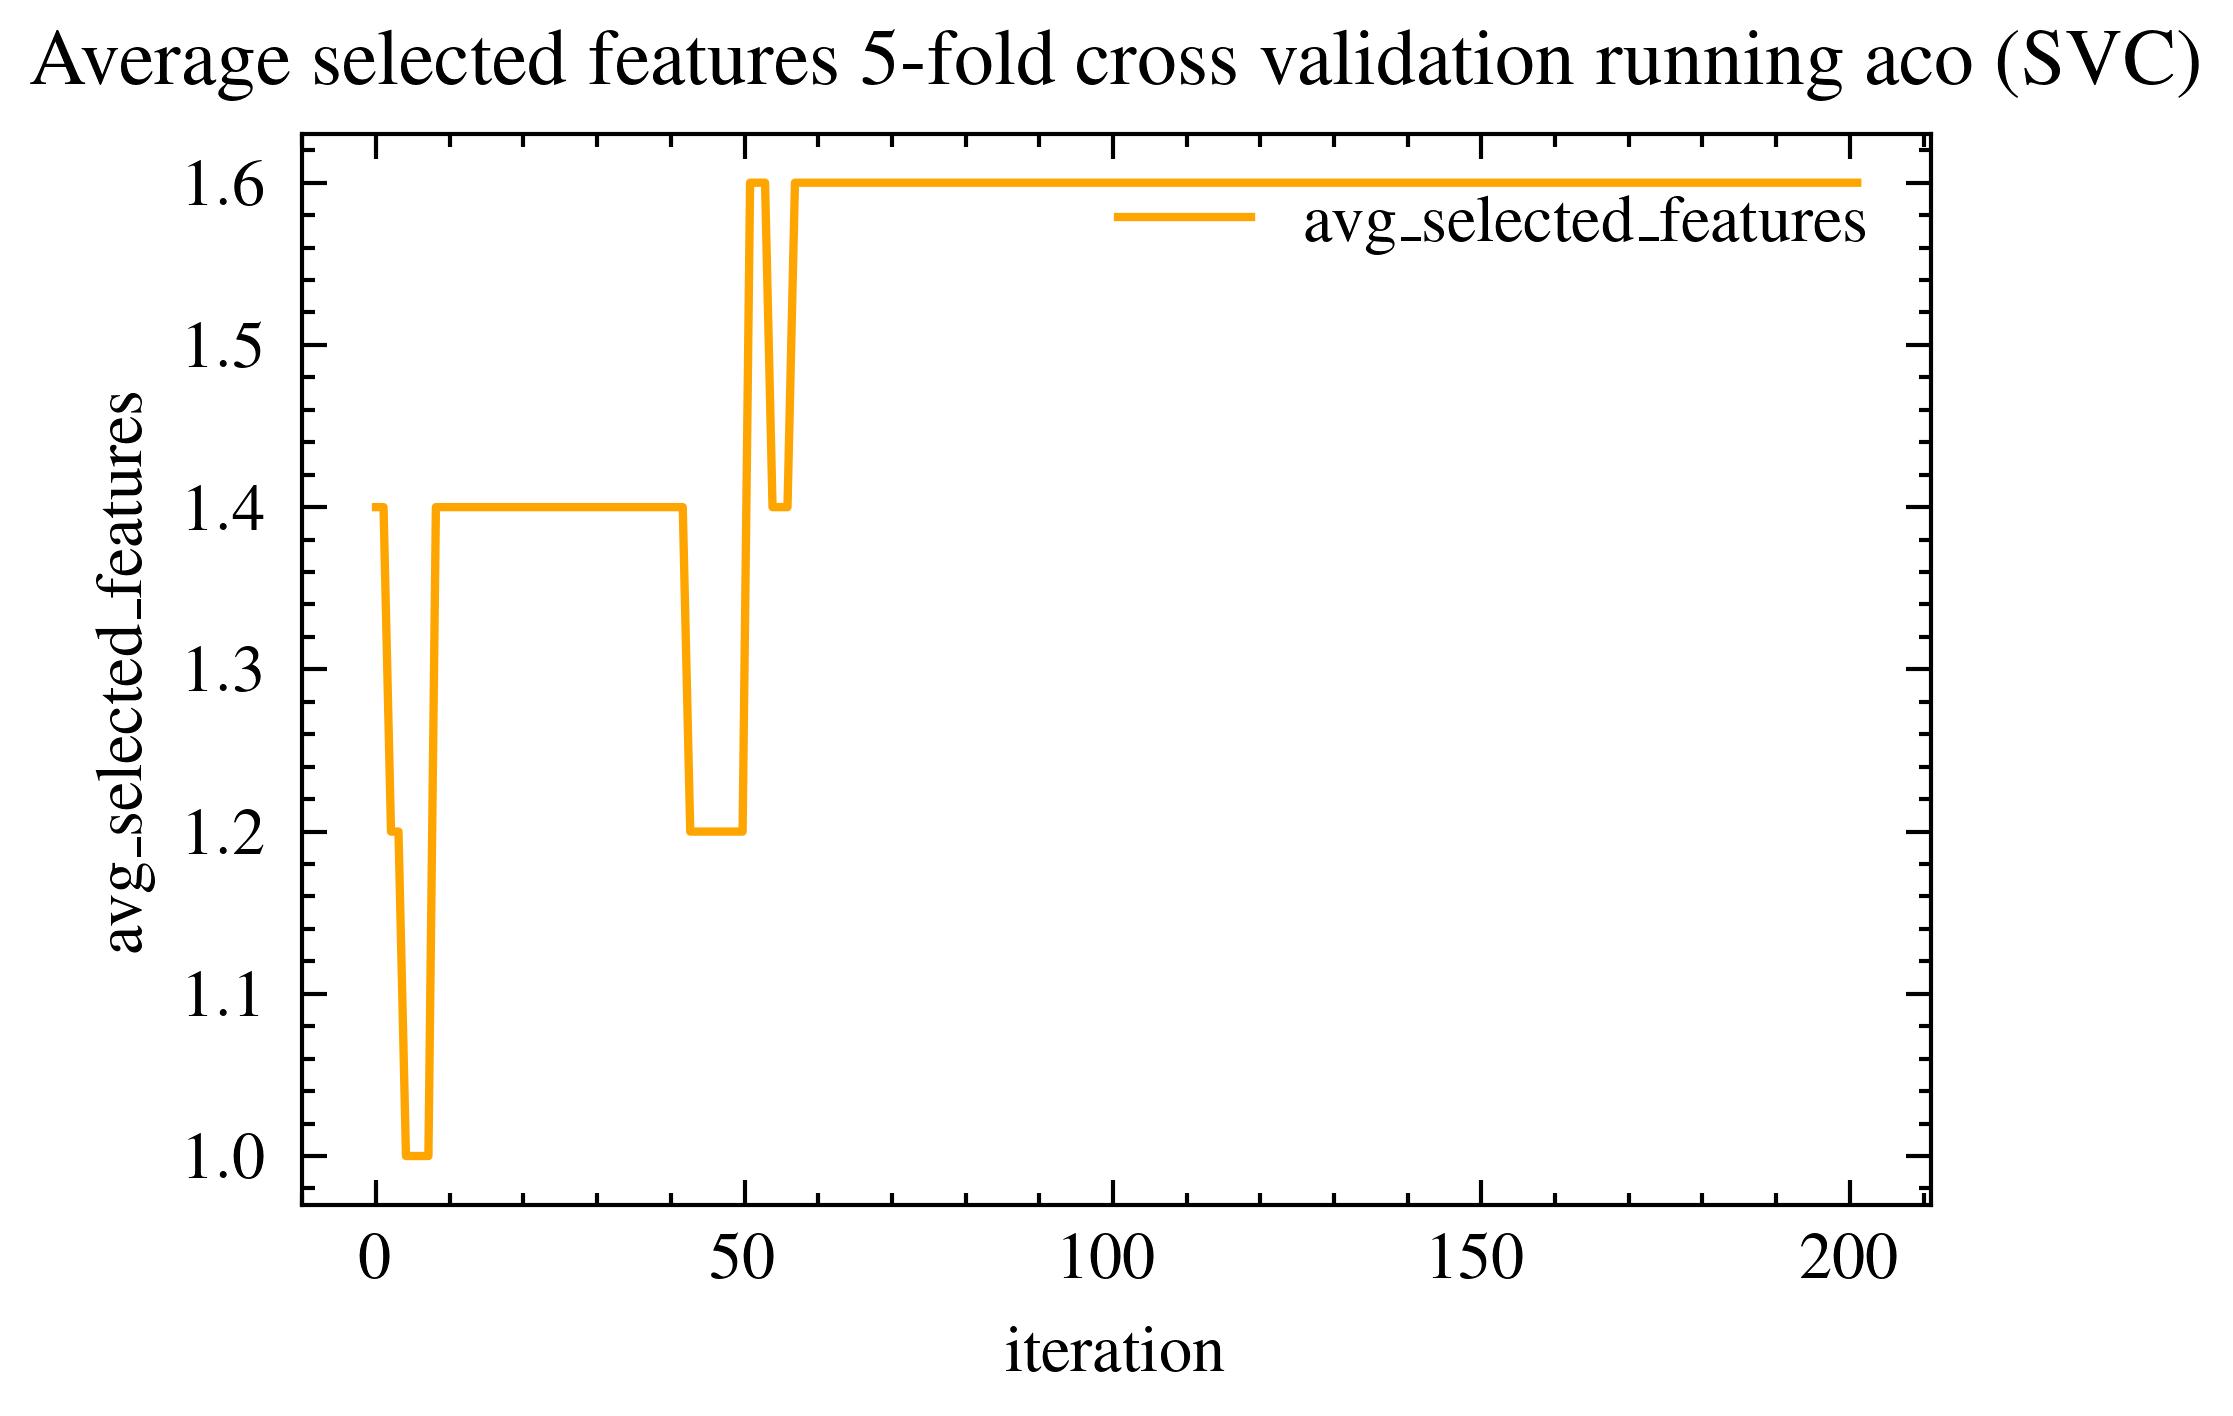 Average selected features 5-fold cross validation running aco (SVC)
1.6
1.5
1.4
1.3
1.2
1.1
1.0
avg_selected_features
avg_selected_features
0 50 100 150 200
iteration